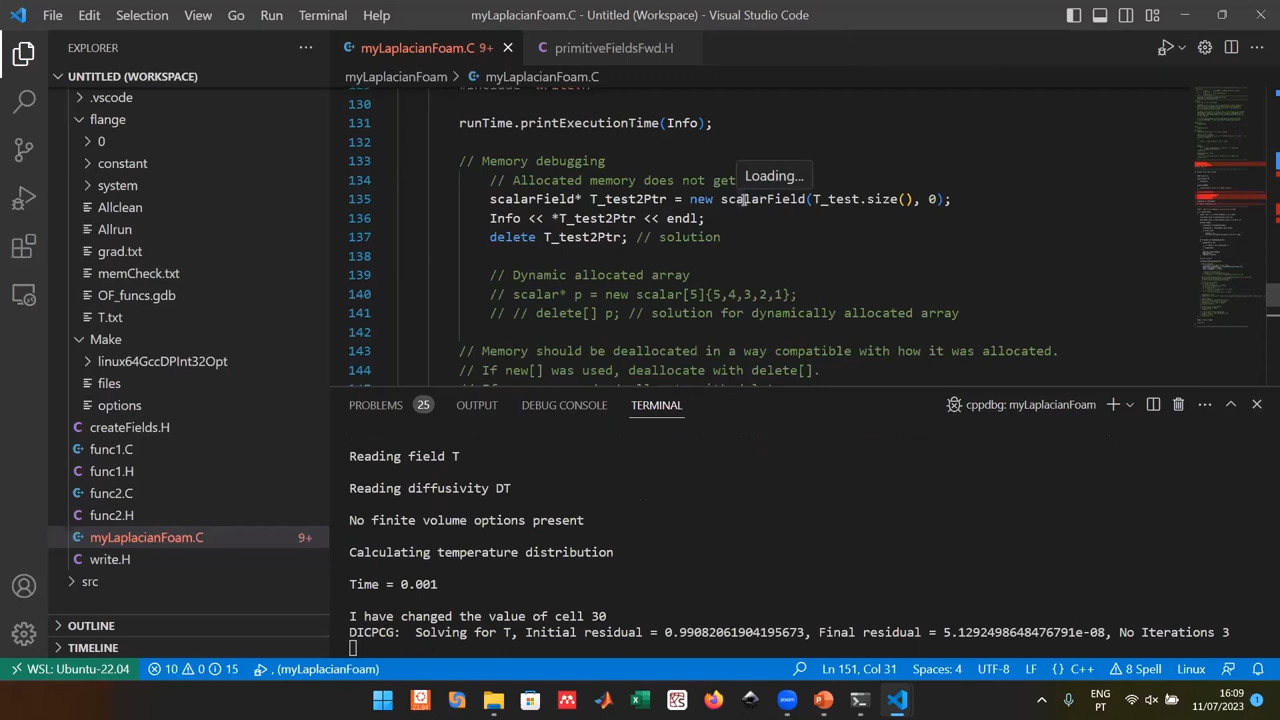 File Edit Selection View Go Run Terminal Help myLaplacianFoam.C - Untitled (Workspace) - Visual Studio Code
EXPLORER
UNTITLED (WORKSPACE)
.vscode
flange
0
constant
system
Allclean
Allrun
grad.txt
memCheck.txt
OF_funcs.gdb
T.txt
Make
linux64GccDPInt32Opt
files
options
createFields.H
func1.C
func1.H
func2.C
func2.H
myLaplacianFoam.C 9+
write.H
src
OUTLINE
TIMELINE
myLaplacianFoam.C 9+ primitiveFieldsFwd.H
myLaplacianFoam > myLaplacianFoam.C
130
131 runTime.printExecutionTime(Info);
132
133 // Memory debugging
134 Allocated memory does not get
Loading...
135 T_test2Ptr = new (T_test.size(), 0);
136 Info << T_test2Ptr << endl;
137 delete T_test2Ptr; // solution
138
139 Dynamic allocated array
140 scalar* p = new scalar[5]{5,4,3,
141 // delete[] p; // solution for dynamically allocated array
142
143 // Memory should be deallocated in a way compatible with how it was allocated.
144 // If new[] was used, deallocate with delete[].
PROBLEMS 25 OUTPUT DEBUG CONSOLE TERMINAL cppdbg: myLaplacianFoam
Reading field T
Reading diffusivity DT
No finite volume options present
Calculating temperature distribution
Time = 0.001
I have changed the value of cell 30
DICPCG: Solving for T, Initial residual = 0.99082061904195673, Final residual = 5.1292498648476791e-08, No Iterations 3
WSL: Ubuntu-22.04 10 0 15 , (myLaplacianFoam) Ln 151, Col 31 Spaces: 4 UTF-8 LF {} C++ 8 Spell Linux
ENG
PT
16:09
11/07/2023